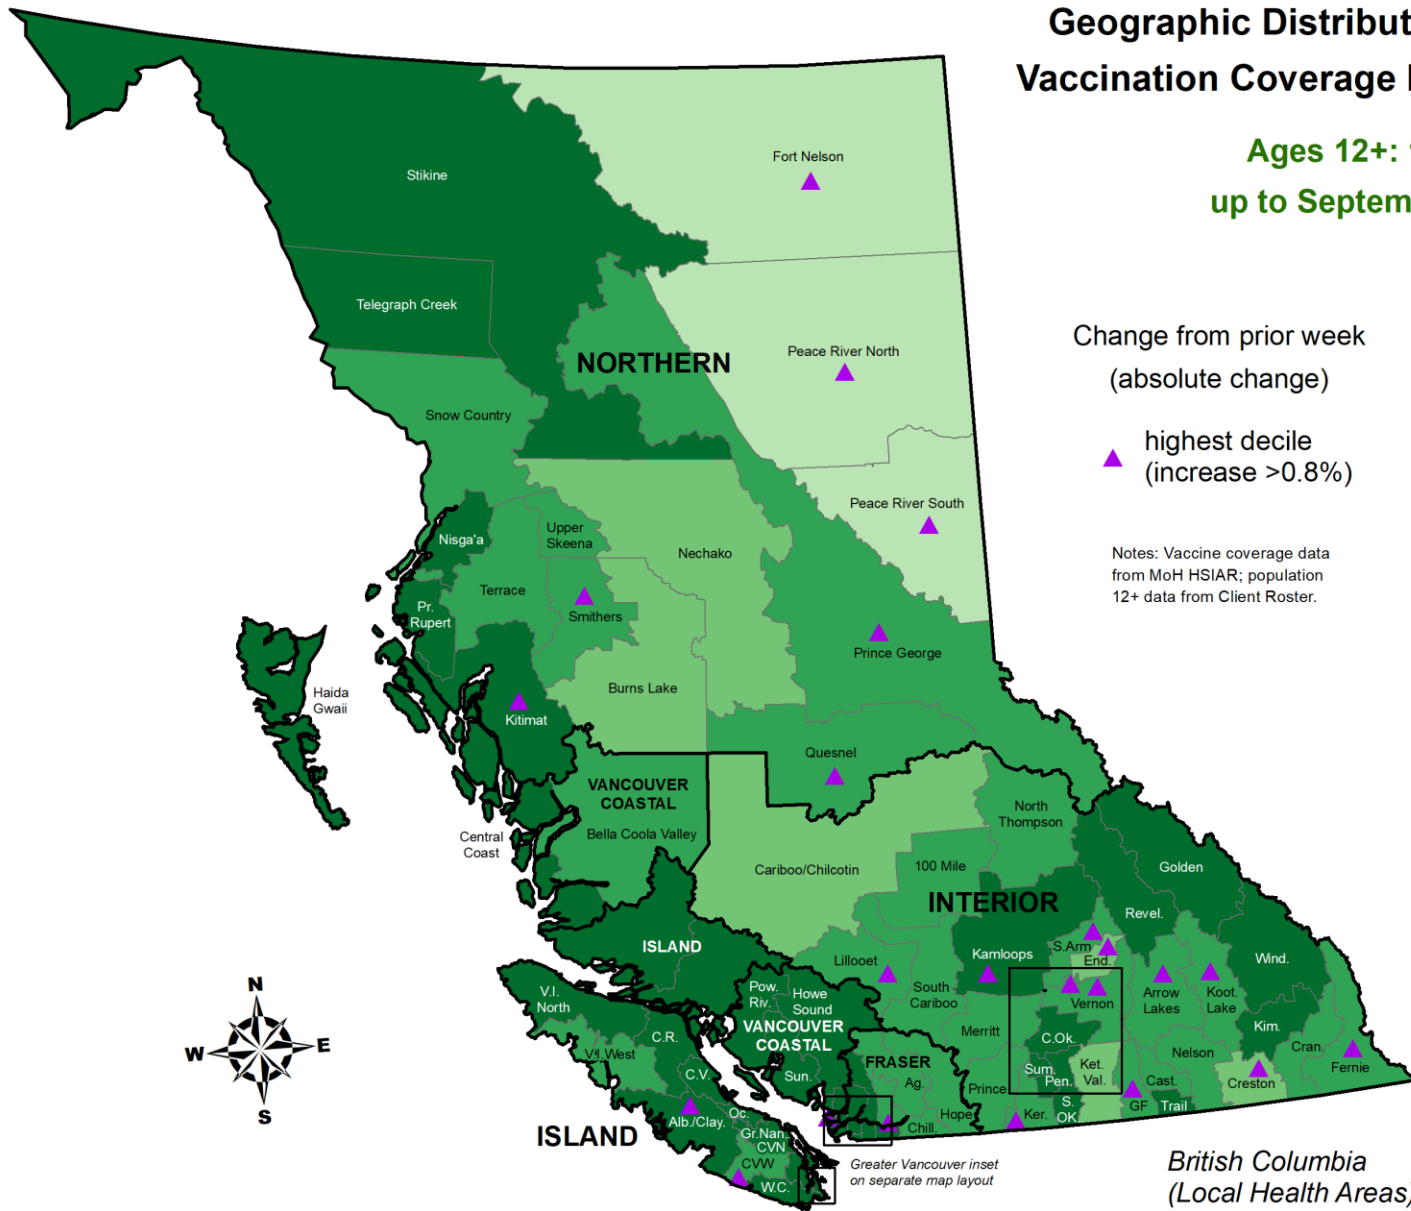 Geographic Distribut
Vaccination Coverage
Ages 12+:
up to Septem
Change from prior week
(absolute change)
highest decile
(increase >0.8%)
Notes: Vaccine coverage data
from MoH HSIAR; population
12+ data from Client Roster.
Fort Nelson
Stikine
Telegraph Creek
NORTHERN
Peace River North
Snow Country
Peace River South
Nisga'a
Upper
Skeena
Nechako
Terrace
Smithers
Pr.
Rupert
Prince George
Haida
Gwaii
Burns Lake
Kitimat
Quesnel
VANCOUVER
COASTAL
Bella Coola Valley
Central
Coast
North
Thompson
Cariboo/Chilcotin
100 Mile
Golden
INTERIOR
Revel.
ISLAND
Lillooet
Kamloops
S.Arm
End.
Wind.
V.I.
North
Pow.
Riv.
Howe
Sound
South
Cariboo
Vernon
Arrow
Lakes
Koot.
Lake
VANCOUVER
COASTAL
Merritt
C.Ok.
Kim.
Cran.
C.R.
V.I.West
FRASER
Nelson
Fernie
C.V.
Sun.
Ag.
Prince
Sum.
Pen.
Ket.
Val.
Cast.
Creston
Alb./Clay.
Oc.
Hope
Chill.
Ker.
S.
OK
GF
Trail
ISLAND
Gr.Nan.
CVN
CVW
W.C.
Greater Vancouver inset
on separate map layout
British Columbia
(Local Health Areas)
N
W
E
S